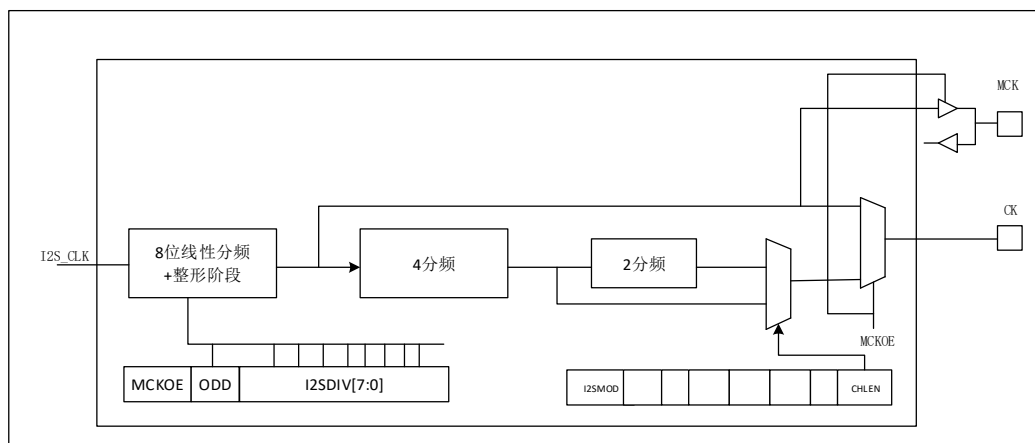 MCK
CK
I2S_CLK
8位线性分频
+整形阶段
4分频
2分频
MCKOE
MCKOE
ODD
I2SDIV[7:0]
I2SMOD
CHLEN